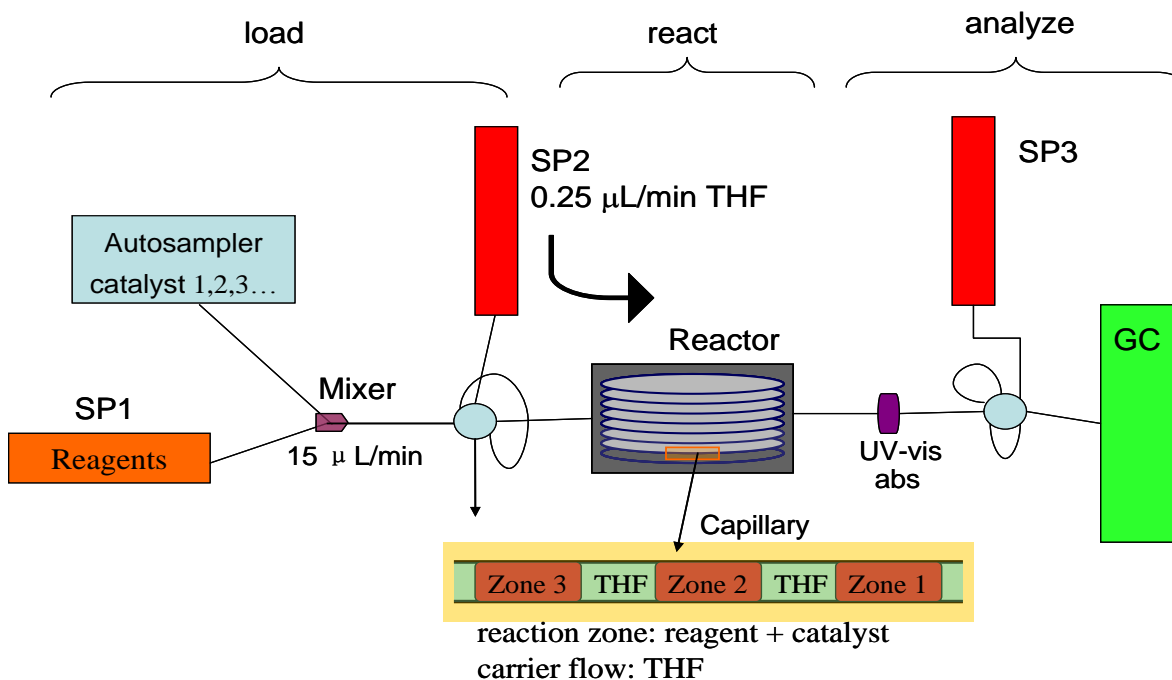 load
react
analyze
SP2
0.25 μL/min THF
SP3
Autosampler
catalyst 1,2,3…
Reactor
GC
Mixer
SP1
Reagents
15 μ L/min
UV-vis
abs
Capillary
Zone 3 THF Zone 2 THF Zone 1
reaction zone: reagent + catalyst
carrier flow: THF